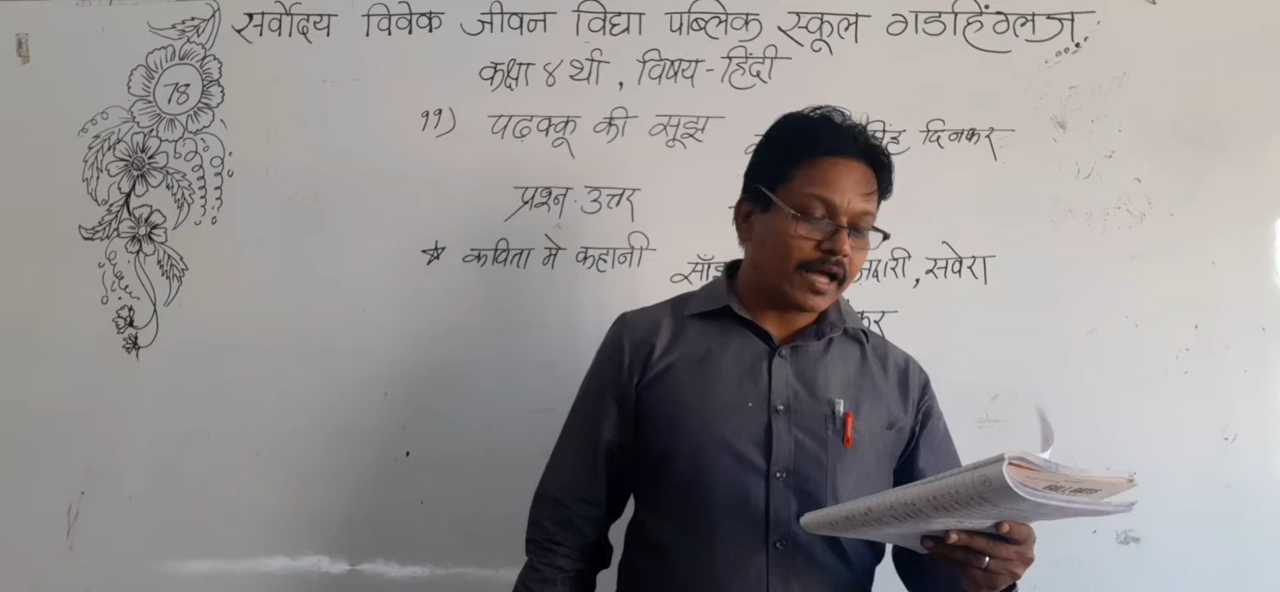 सर्वोदय विवेक जीवन विद्या पब्लिक स्कूल गडहिंग्लज.
78
कक्षा ४ थी, विषय-हिंदी
११) पढ़क्कू की सूझ दिनकर
प्रश्न-उत्तर
☆ कविता मे कहानी सवेरा